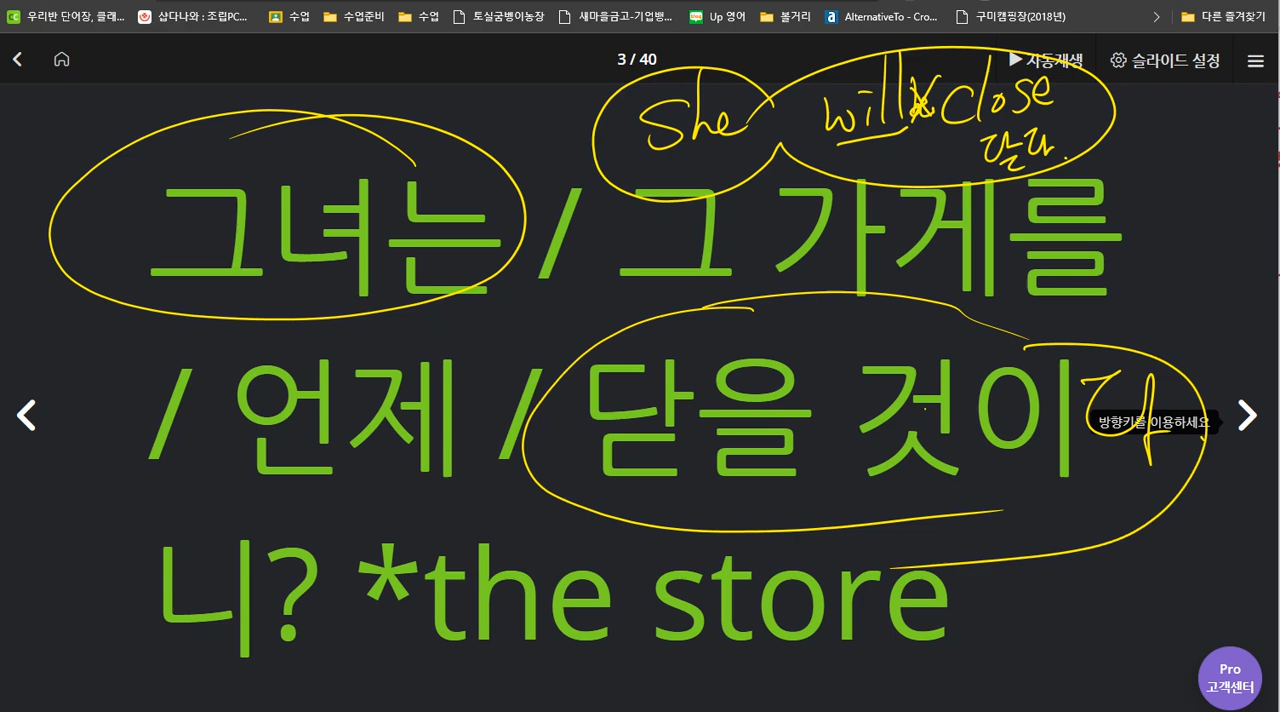 우리반 단어장, 클래... 샵다나와 : 조립PC... 수업 수업준비 수업 토실굼벵이농장 새마을금고-기업뱅... Up 영어 볼거리 AlternativeTo - Cro... 구미캠핑장(2018년) 다른 즐겨찾기
3 / 40 자동재생 슬라이드 설정
She will close
닫다.
그녀는 / 그 가게를
/ 언제 / 닫을 것이
다
방향키를 이용하세요
니? *the store
Pro
고객센터